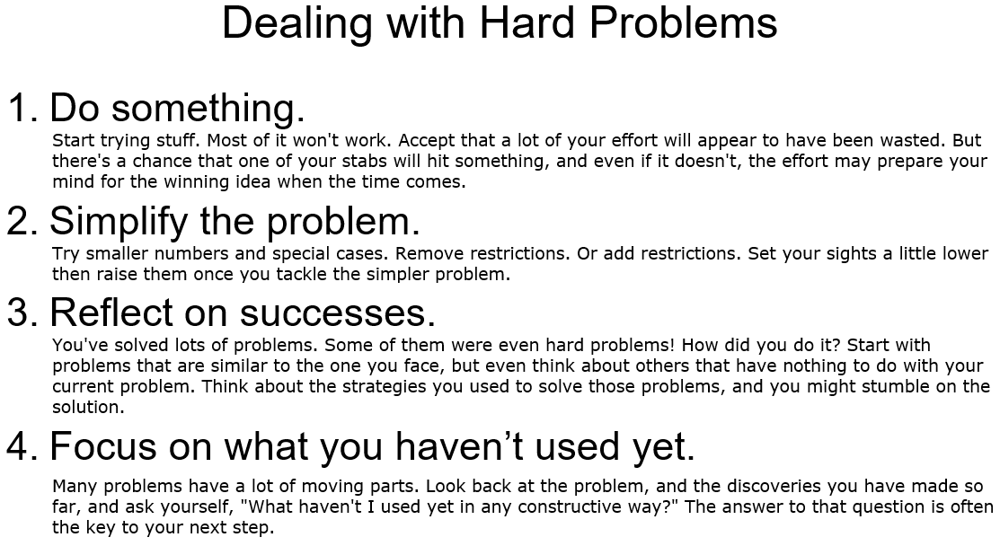 Dealing with Hard Problems
1. Do something.
Start trying stuff. Most of it won't work. Accept that a lot of your effort will appear to have been wasted. But
there's a chance that one of your stabs will hit something, and even if it doesn't, the effort may prepare your
mind for the winning idea when the time comes.
2. Simplify the problem.
Try smaller numbers and special cases. Remove restrictions. Or add restrictions. Set your sights a little lower
then raise them once you tackle the simpler problem.
3. Reflect on successes.
You've solved lots of problems. Some of them were even hard problems! How did you do it? Start with
problems that are similar to the one you face, but even think about others that have nothing to do with your
current problem. Think about the strategies you used to solve those problems, and you might stumble on the
solution.
4. Focus on what you haven’t used yet.
Many problems have a lot of moving parts. Look back at the problem, and the discoveries you have made so
far, and ask yourself, "What haven't I used yet in any constructive way?" The answer to that question is often
the key to your next step.